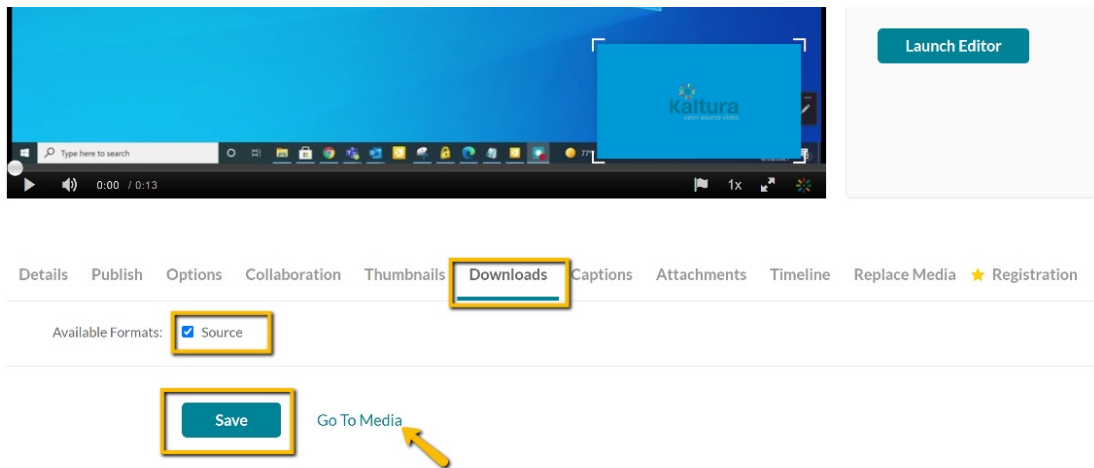 Launch Editor
Kaltura
open source video
Type here to search
77°
0:00 / 0:13
1x
Details Publish Options Collaboration Thumbnails Downloads Captions Attachments Timeline Replace Media Registration
Available Formats: Source
Save Go To Media